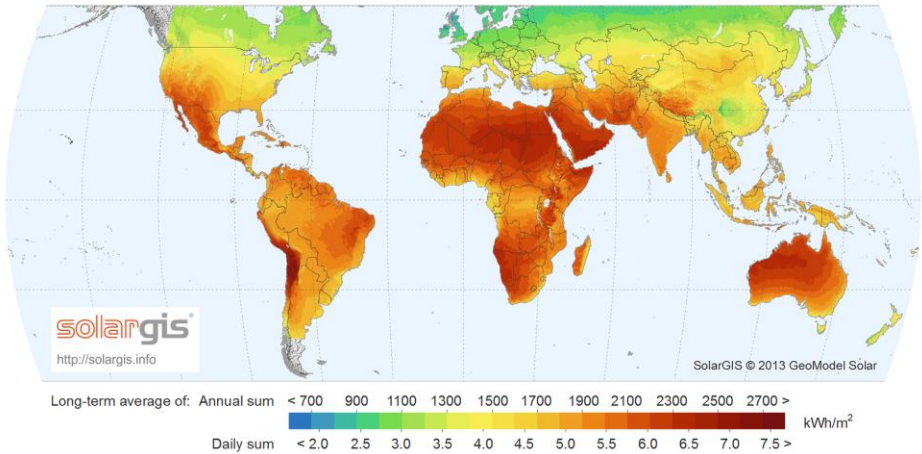 solargis
http://solargis.info
SolarGIS © 2013 GeoModel Solar
Long-term average of: Annual sum < 700 900 1100 1300 1500 1700 1900 2100 2300 2500 2700 >
kWh/m²
Daily sum < 2.0 2.5 3.0 3.5 4.0 4.5 5.0 5.5 6.0 6.5 7.0 7.5 >